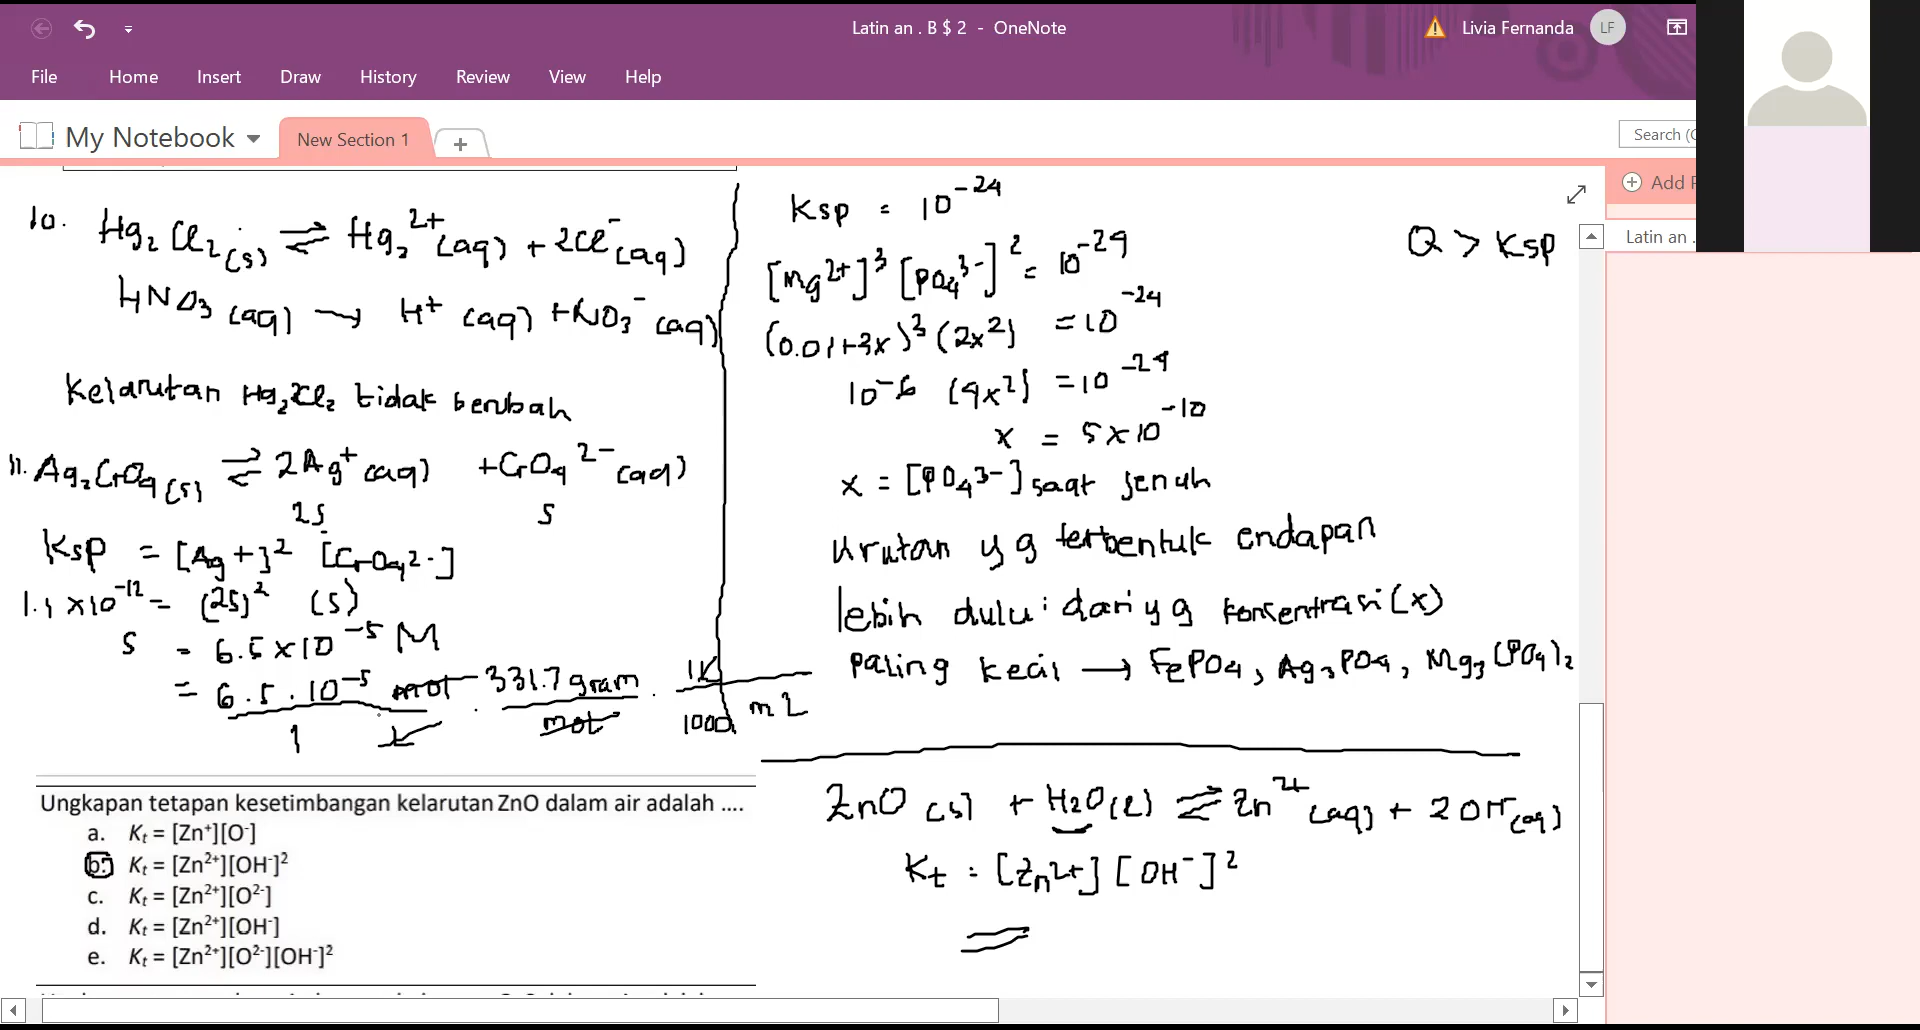 Latin an . B $ 2 - OneNote
Livia Fernanda
LF
File Home Insert Draw History Review View Help
My Notebook
New Section 1
+
Search (
Add
Latin an .
10. Hg₂Cl₂(s) ⇌ Hg₂²⁺(aq) + 2Cl⁻(aq)
HNO₃(aq) → H⁺(aq) + NO₃⁻(aq)
Kelarutan Hg₂Cl₂ tidak berubah
11. Ag₂CrO₄(s) ⇌ 2Ag⁺(aq) + CrO₄²⁻(aq)
2s s
Ksp = [Ag+]² [CrO₄²⁻]
1.1 x10⁻¹² = (2s)² (s)
s = 6.5 x 10⁻⁵ M
= 6.5 . 10⁻⁵ mol . 331.7 gram . 1L
1 L mol 1000 mL
Ksp = 10⁻²⁴
[Mg²⁺]³ [PO₄³⁻]² = 10⁻²⁴
(0.01+3x)³ (2x²) = 10⁻²⁴
10⁻⁶ (4x²) = 10⁻²⁴
x = 5 x 10⁻¹⁰
x = [PO₄³⁻] saat jenuh
urutan yg terbentuk endapan
lebih dulu : dari yg konsentrasi (x)
paling kecil → FePO₄, Ag₃PO₄, Mg₃(PO₄)₂
Q > Ksp
ZnO (s) + H₂O(l) ⇌ Zn²⁺(aq) + 2OH⁻(aq)
Kt = [Zn²⁺] [OH⁻]²
Ungkapan tetapan kesetimbangan kelarutan ZnO dalam air adalah ....
a. Kt = [Zn⁺][O⁻]
b. Kt = [Zn²⁺][OH⁻]²
c. Kt = [Zn²⁺][O²⁻]
d. Kt = [Zn²⁺][OH⁻]
e. Kt = [Zn²⁺][O²⁻][OH⁻]²